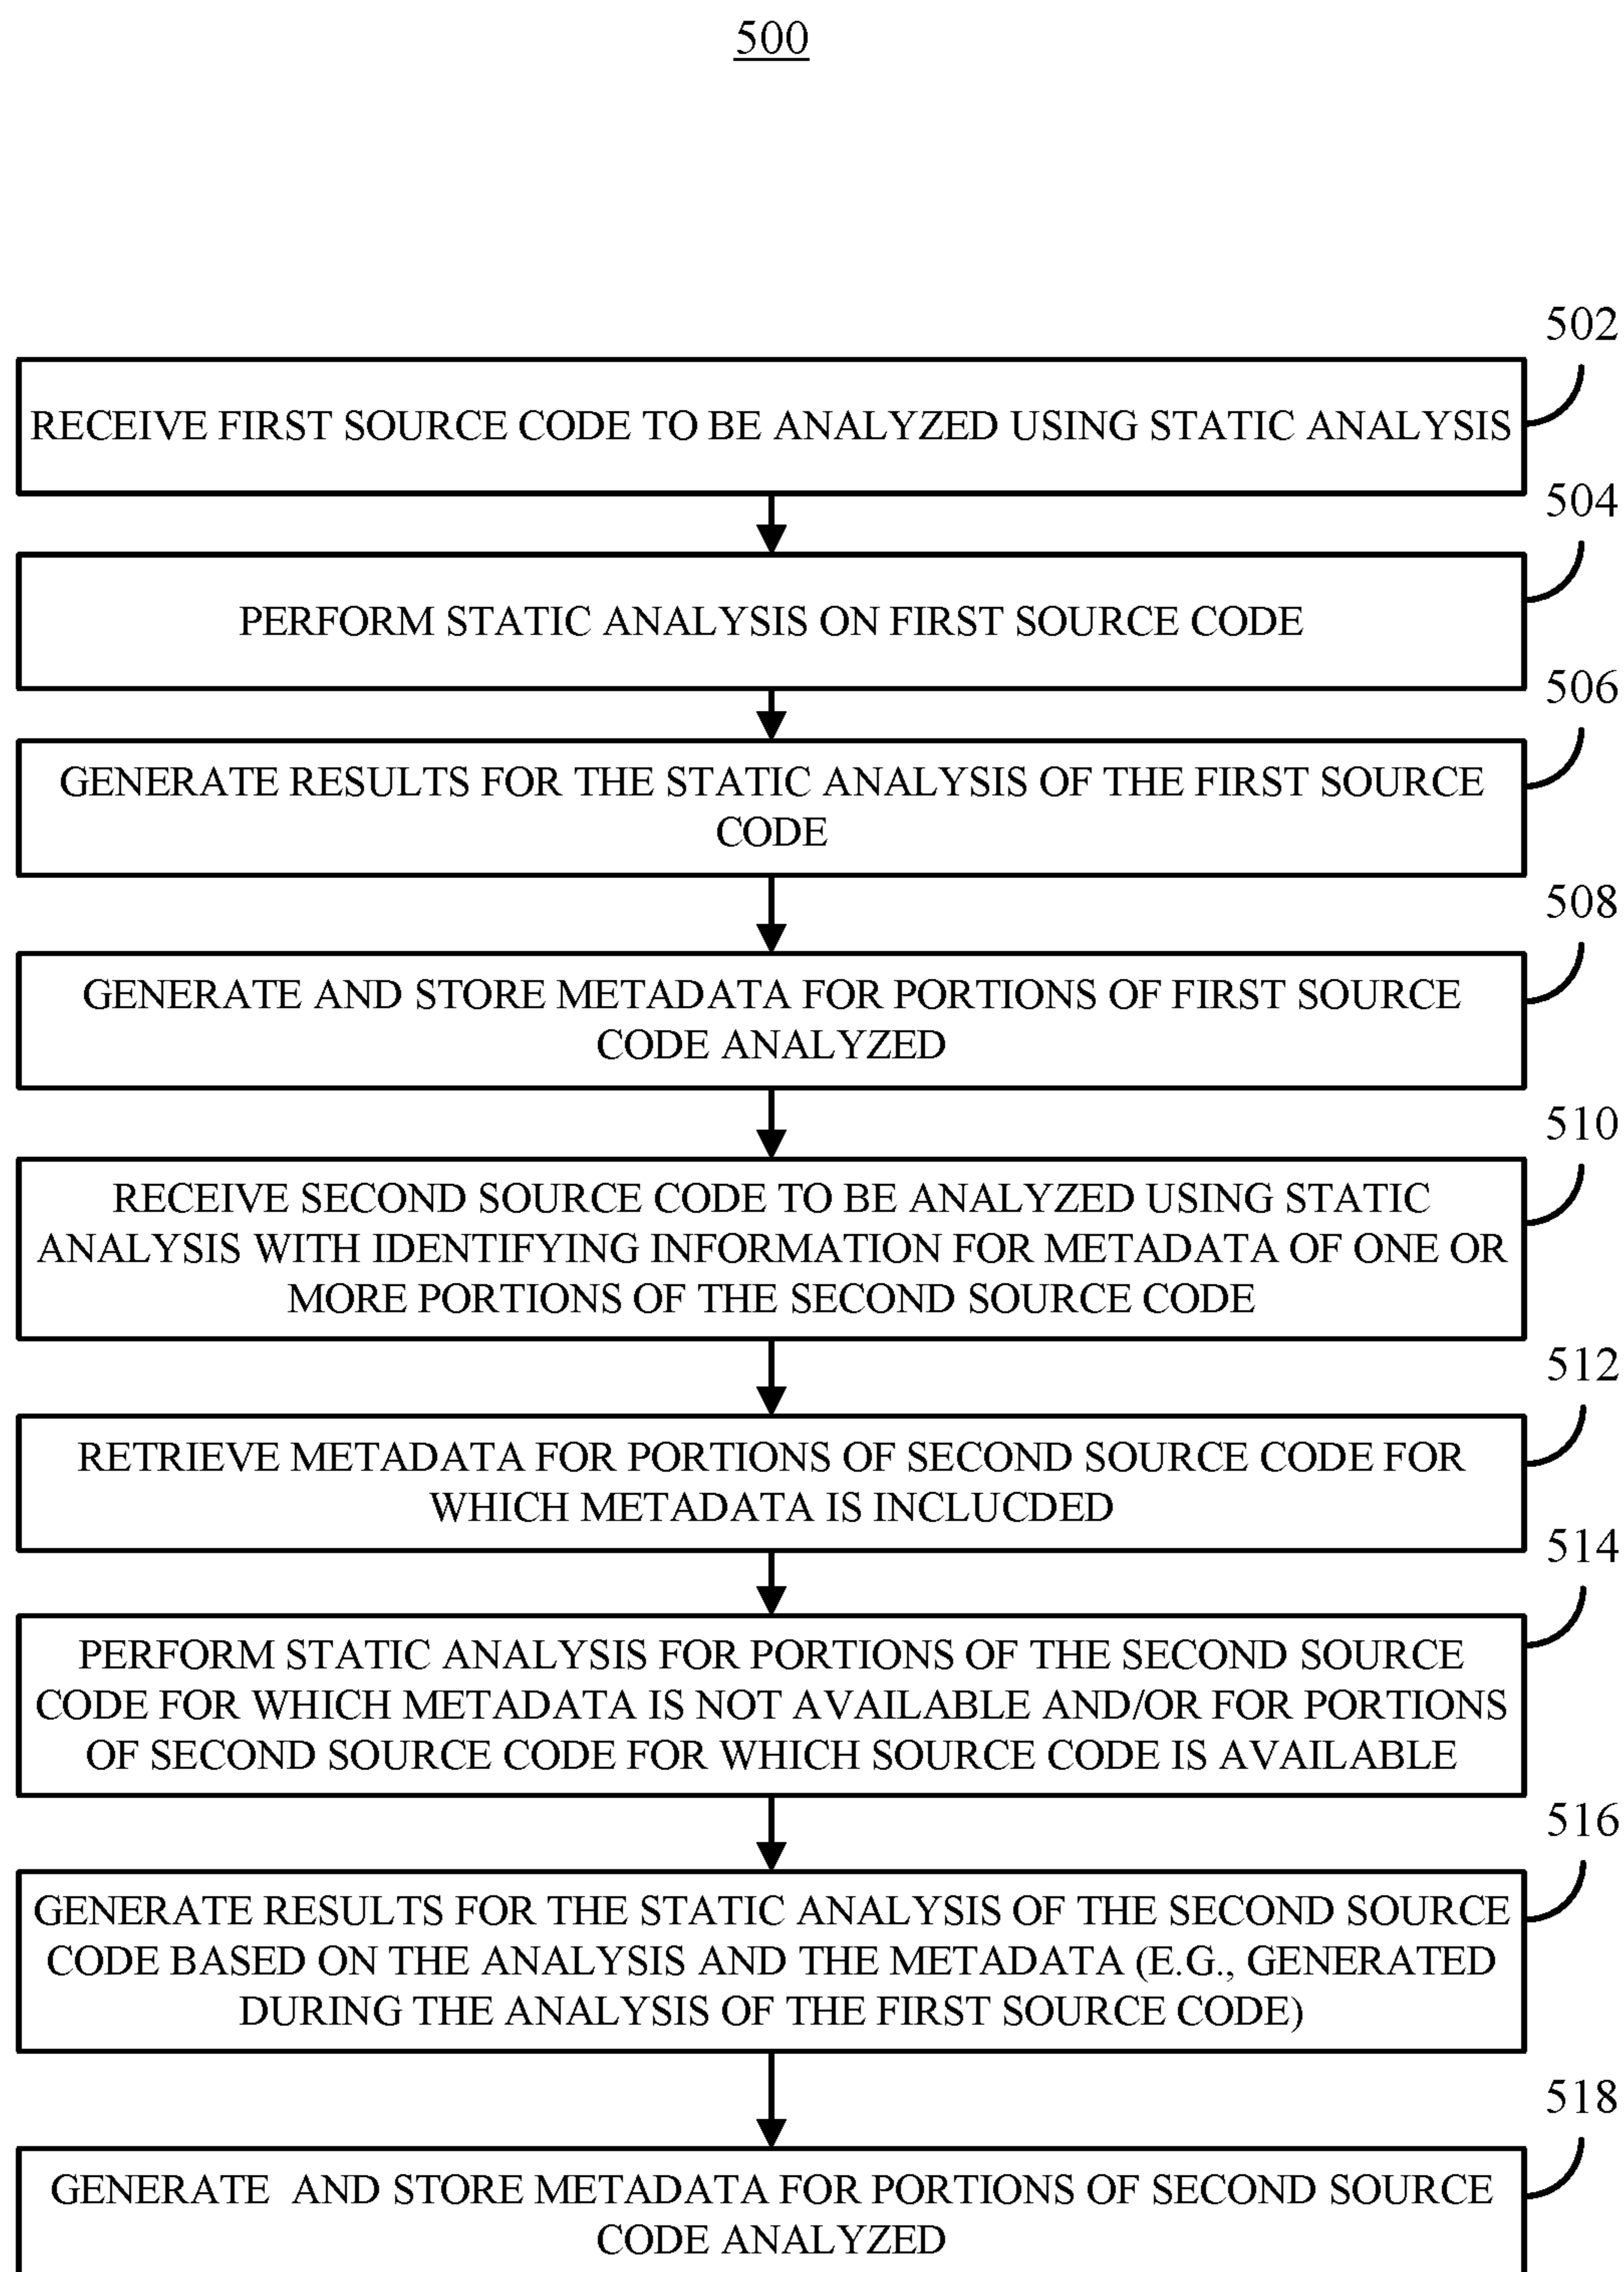 500
502
RECEIVE FIRST SOURCE CODE TO BE ANALYZED USING STATIC ANALYSIS
504
PERFORM STATIC ANALYSIS ON FIRST SOURCE CODE
506
GENERATE RESULTS FOR THE STATIC ANALYSIS OF THE FIRST SOURCE
CODE
508
GENERATE AND STORE METADATA FOR PORTIONS OF FIRST SOURCE
CODE ANALYZED
510
RECEIVE SECOND SOURCE CODE TO BE ANALYZED USING STATIC
ANALYSIS WITH IDENTIFYING INFORMATION FOR METADATA OF ONE OR
MORE PORTIONS OF THE SECOND SOURCE CODE
512
RETRIEVE METADATA FOR PORTIONS OF SECOND SOURCE CODE FOR
WHICH METADATA IS INCLUCDED
514
PERFORM STATIC ANALYSIS FOR PORTIONS OF THE SECOND SOURCE
CODE FOR WHICH METADATA IS NOT AVAILABLE AND/OR FOR PORTIONS
OF SECOND SOURCE CODE FOR WHICH SOURCE CODE IS AVAILABLE
516
GENERATE RESULTS FOR THE STATIC ANALYSIS OF THE SECOND SOURCE
CODE BASED ON THE ANALYSIS AND THE METADATA (E.G., GENERATED
DURING THE ANALYSIS OF THE FIRST SOURCE CODE)
518
GENERATE AND STORE METADATA FOR PORTIONS OF SECOND SOURCE
CODE ANALYZED